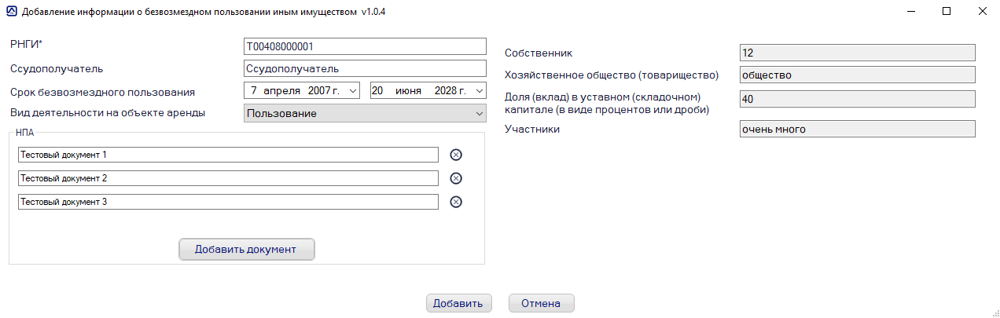 Добавление информации о безвозмездном пользовании иным имуществом v1.0.4
РНГИ*
T00408000001
Ссудополучатель
Ссудополучатель
Срок безвозмездного пользования
7 апреля 2007 г.
20 июня 2028 г.
Вид деятельности на объекте аренды
Пользование
НПА
Тестовый документ 1
Тестовый документ 2
Тестовый документ 3
Добавить документ
Собственник
12
Хозяйственное общество (товарищество)
общество
Доля (вклад) в уставном (складочном)
капитале (в виде процентов или дроби)
40
Участники
очень много
Добавить
Отмена